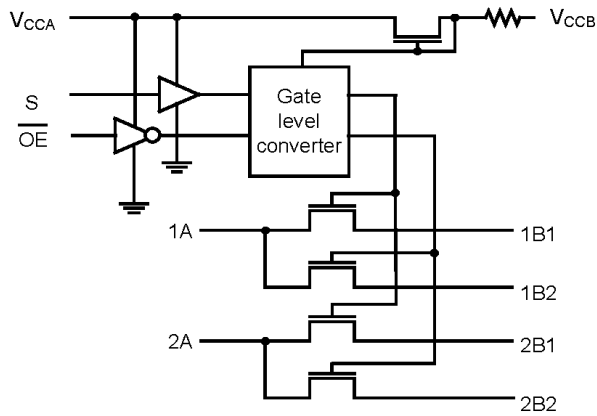 VCCA
VCCB
S
OE
Gate
level
converter
1A
1B1
1B2
2A
2B1
2B2